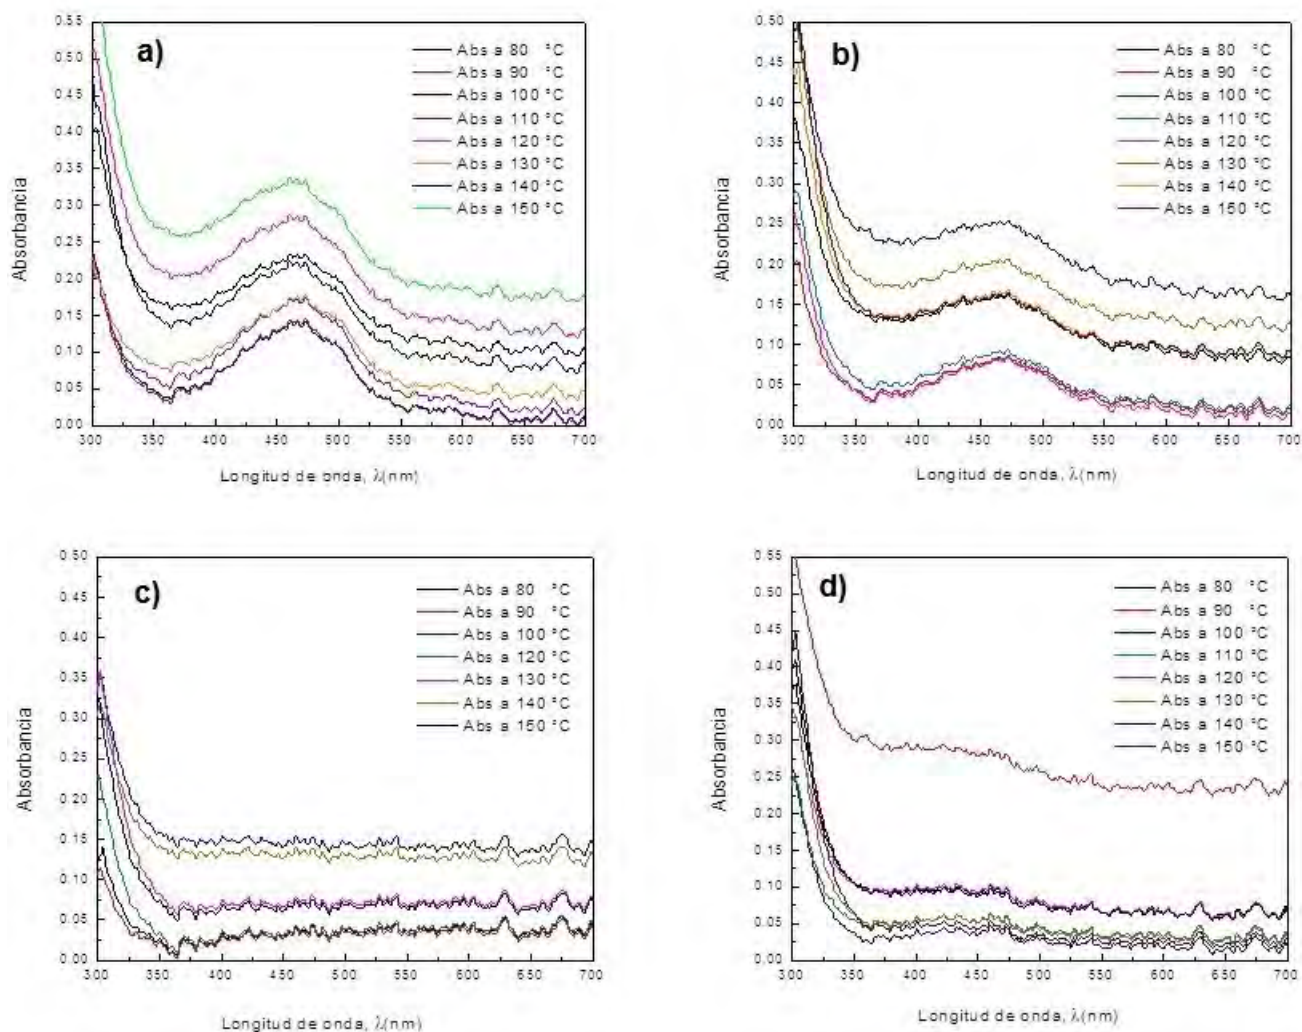 a)
0.55
0.50
0.45
0.40
0.35
0.30
0.25
0.20
0.15
0.10
0.05
0.00
Absorbancia
Abs a 80 °C
Abs a 90 °C
Abs a 100 °C
Abs a 110 °C
Abs a 120 °C
Abs a 130 °C
Abs a 140 °C
Abs a 150 °C
300 350 400 450 500 550 600 650 700
Longitud de onda, λ(nm)
b)
0.50
0.45
0.40
0.35
0.30
0.25
0.20
0.15
0.10
0.05
0.00
Absorbancia
Abs a 80 °C
Abs a 90 °C
Abs a 100 °C
Abs a 110 °C
Abs a 120 °C
Abs a 130 °C
Abs a 140 °C
Abs a 150 °C
300 350 400 450 500 550 600 650 700
Longitud de onda, λ(nm)
c)
0.50
0.45
0.40
0.35
0.30
0.25
0.20
0.15
0.10
0.05
0.00
Absorbancia
Abs a 80 °C
Abs a 90 °C
Abs a 100 °C
Abs a 120 °C
Abs a 130 °C
Abs a 140 °C
Abs a 150 °C
300 350 400 450 500 550 600 650 700
Longitud de onda, λ(nm)
d)
0.55
0.50
0.45
0.40
0.35
0.30
0.25
0.20
0.15
0.10
0.05
0.00
Absorbancia
Abs a 80 °C
Abs a 90 °C
Abs a 100 °C
Abs a 110 °C
Abs a 120 °C
Abs a 130 °C
Abs a 140 °C
Abs a 150 °C
300 350 400 450 500 550 600 650 700
Longitud de onda, λ(nm)